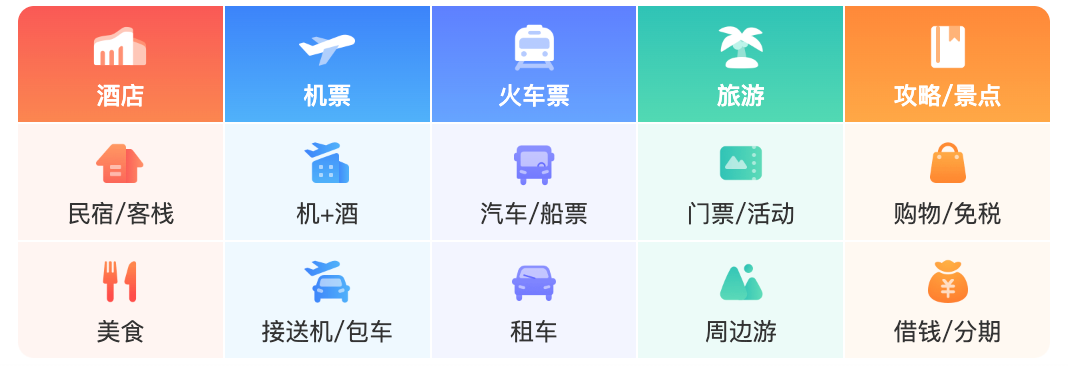 酒店
机票
火车票
旅游
攻略/景点
民宿/客栈
机+酒
汽车/船票
门票/活动
购物/免税
美食
接送机/包车
租车
周边游
借钱/分期